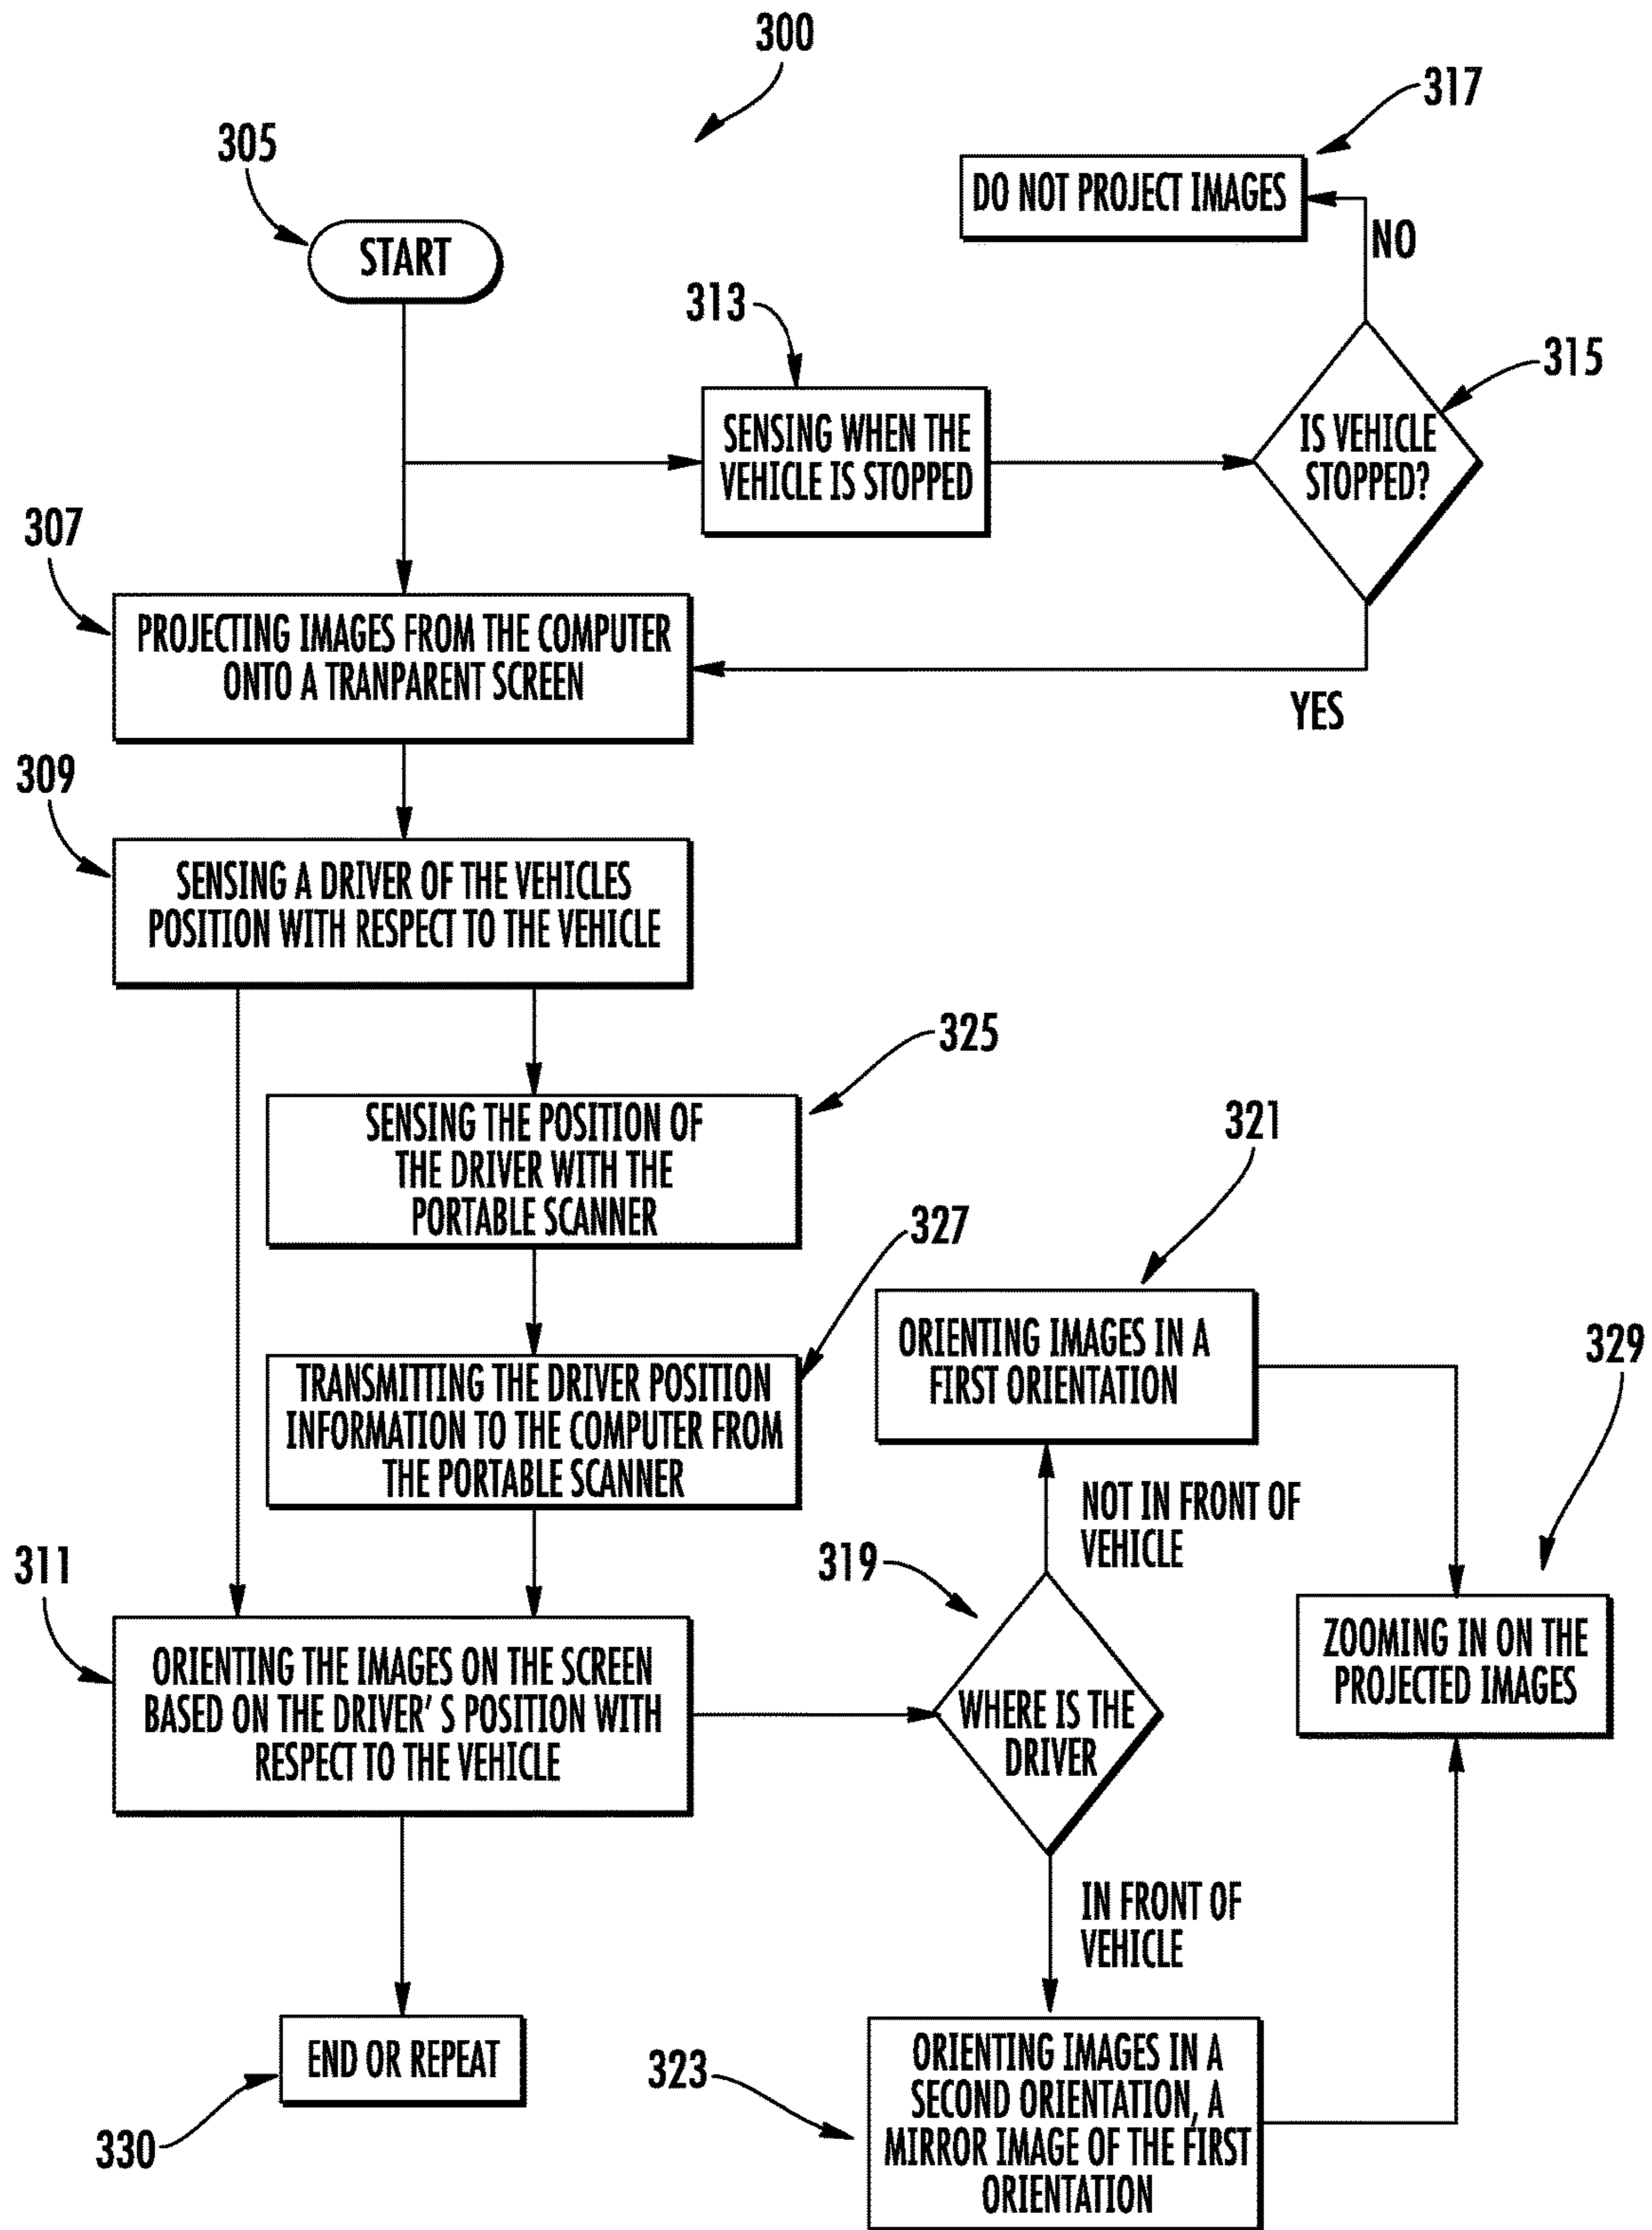 300
317
305
DO NOT PROJECT IMAGES
START
NO
313
315
SENSING WHEN THE
VEHICLE IS STOPPED
IS VEHICLE
STOPPED?
307
PROJECTING IMAGES FROM THE COMPUTER
ONTO A TRANPARENT SCREEN
YES
309
SENSING A DRIVER OF THE VEHICLES
POSITION WITH RESPECT TO THE VEHICLE
325
SENSING THE POSITION OF
THE DRIVER WITH THE
PORTABLE SCANNER
321
327
ORIENTING IMAGES IN A
FIRST ORIENTATION
329
TRANSMITTING THE DRIVER POSITION
INFORMATION TO THE COMPUTER FROM
THE PORTABLE SCANNER
NOT IN FRONT OF
VEHICLE
311
319
ZOOMING IN ON THE
PROJECTED IMAGES
ORIENTING THE IMAGES ON THE SCREEN
BASED ON THE DRIVER' S POSITION WITH
RESPECT TO THE VEHICLE
WHERE IS THE
DRIVER
IN FRONT OF
VEHICLE
END OR REPEAT
330
323
ORIENTING IMAGES IN A
SECOND ORIENTATION, A
MIRROR IMAGE OF THE FIRST
ORIENTATION